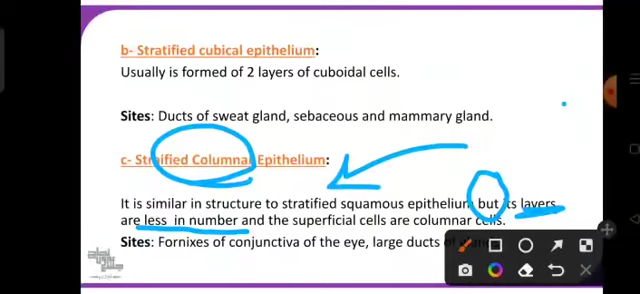 b- Stratified cubical epithelium:
Usually is formed of 2 layers of cuboidal cells.
Sites: Ducts of sweat gland, sebaceous and mammary gland.
c- Stratified Columnar Epithelium:
It is similar in structure to stratified squamous epithelium but its layers
are less in number and the superficial cells are columnar cells.
Sites: Fornixes of conjunctiva of the eye, large ducts of